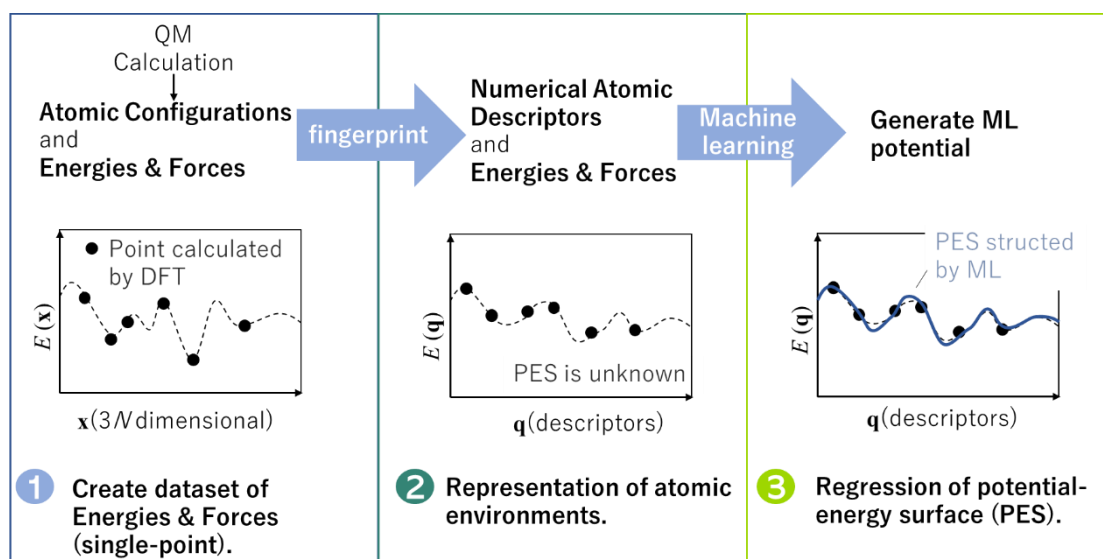 QM
Calculation
Atomic Configurations
and
Energies & Forces
fingerprint
Numerical Atomic
Descriptors
and
Energies & Forces
Machine
learning
Generate ML
potential
Point calculated
by DFT
E (x)
x(3N dimensional)
PES is unknown
E (q)
q(descriptors)
PES structed
by ML
E (q)
q(descriptors)
1 Create dataset of
Energies & Forces
(single-point).
2 Representation of atomic
environments.
3 Regression of potential-
energy surface (PES).